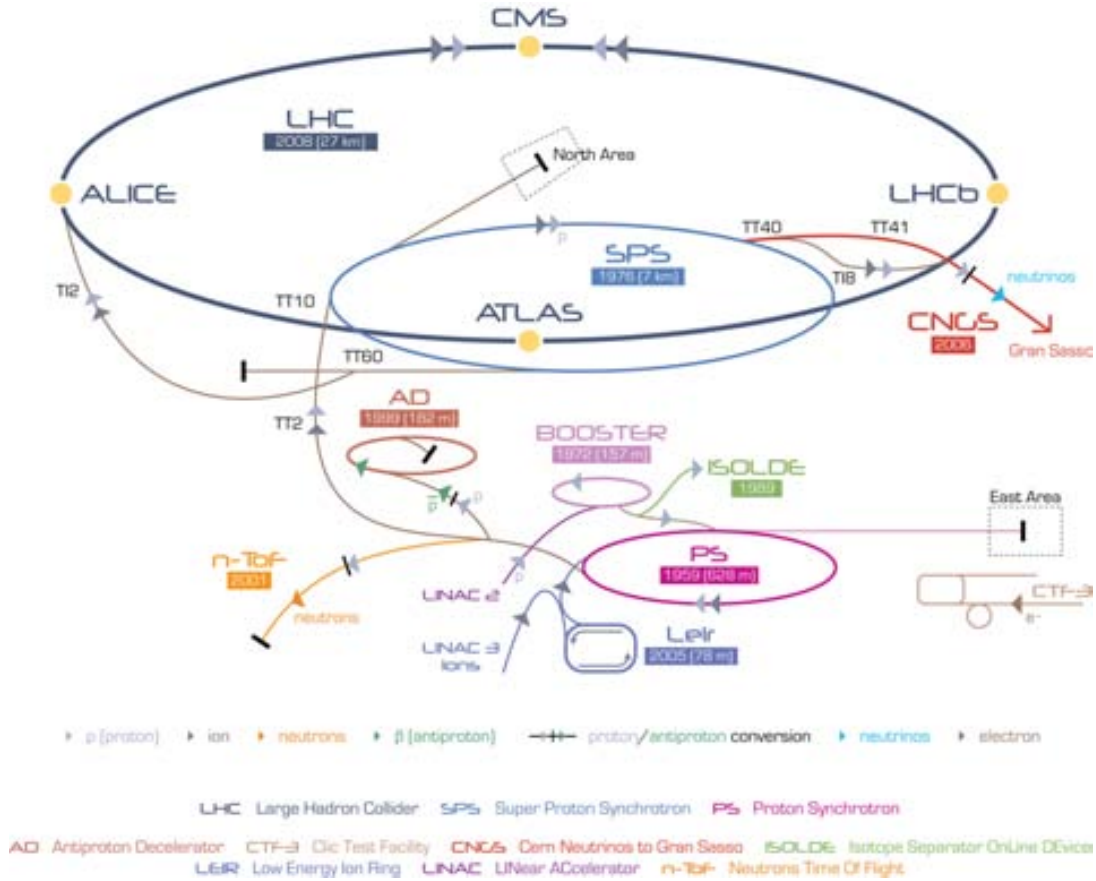 CMS
LHC
2008 (27 km)
North Area
ALICE
LHCb
TT40
TT41
SPS
1976 (7 km)
TI8
neutrinos
TI2
TT10
ATLAS
CNGS
2006
Gran Sasso
TT60
AD
1999 (182 m)
TT2
BOOSTER
1972 (157 m)
ISOLDE
1989
East Area
p
p
p̅
n-ToF
2001
PS
1959 (628 m)
LINAC 2
p
neutrons
CTF-3
e⁻
LINAC 3
Ions
Leir
2005 (78 m)
p (proton) ion neutrons p̅ (antiproton) proton/antiproton conversion neutrinos electron
LHC Large Hadron Collider SPS Super Proton Synchrotron PS Proton Synchrotron
AD Antiproton Decelerator CTF-3 Clic Test Facility CNGS Cern Neutrinos to Gran Sasso ISOLDE Isotope Separator OnLine DEvice
LEIR Low Energy Ion Ring LINAC LINear ACcelerator n-ToF Neutrons Time Of Flight